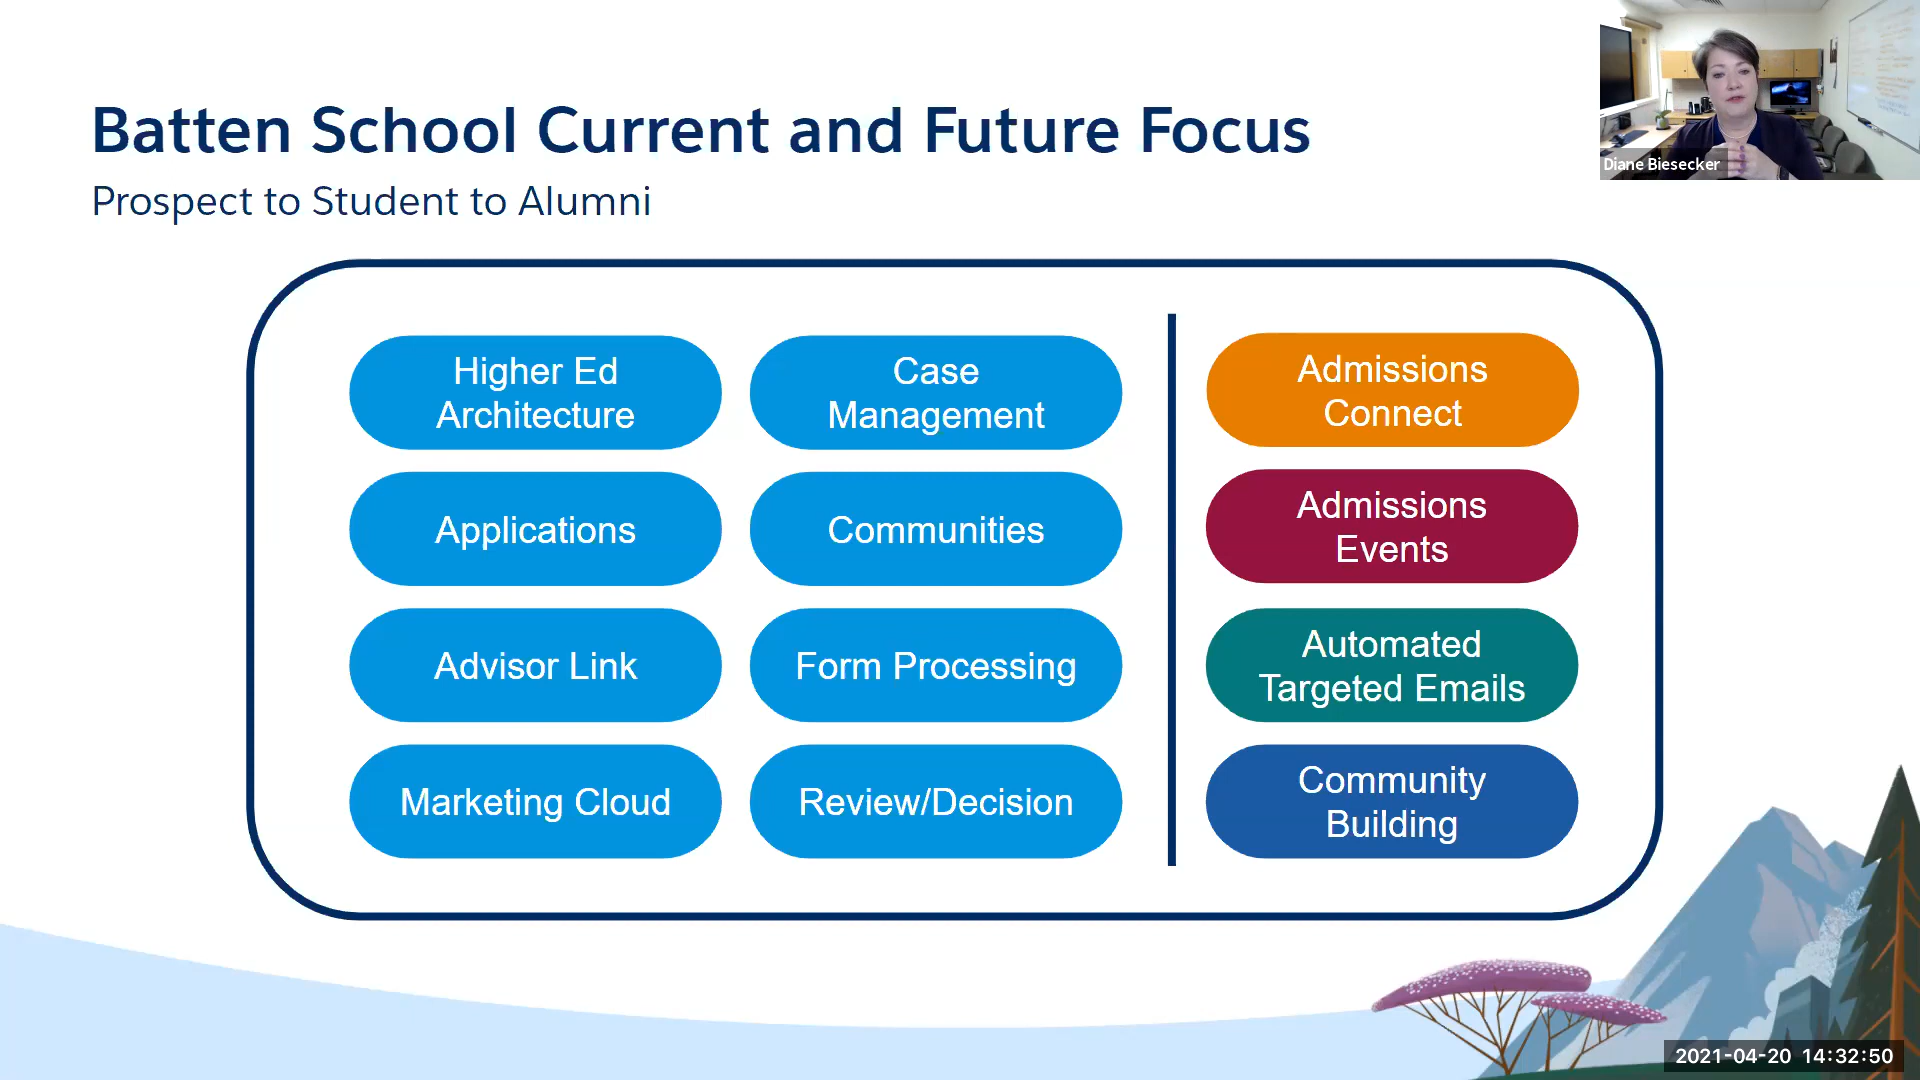 Batten School Current and Future Focus
Prospect to Student to Alumni
Diane Biesecker
Higher Ed
Architecture
Case
Management
Admissions
Connect
Applications
Communities
Admissions
Events
Advisor Link
Form Processing
Automated
Targeted Emails
Marketing Cloud
Review/Decision
Community
Building
2021-04-20 14:32:50